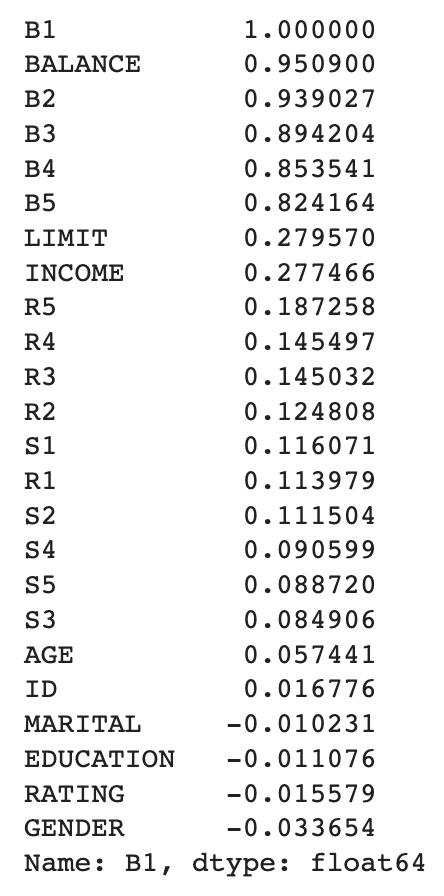 B1 1.000000
BALANCE 0.950900
B2 0.939027
B3 0.894204
B4 0.853541
B5 0.824164
LIMIT 0.279570
INCOME 0.277466
R5 0.187258
R4 0.145497
R3 0.145032
R2 0.124808
S1 0.116071
R1 0.113979
S2 0.111504
S4 0.090599
S5 0.088720
S3 0.084906
AGE 0.057441
ID 0.016776
MARITAL -0.010231
EDUCATION -0.011076
RATING -0.015579
GENDER -0.033654
Name: B1, dtype: float64